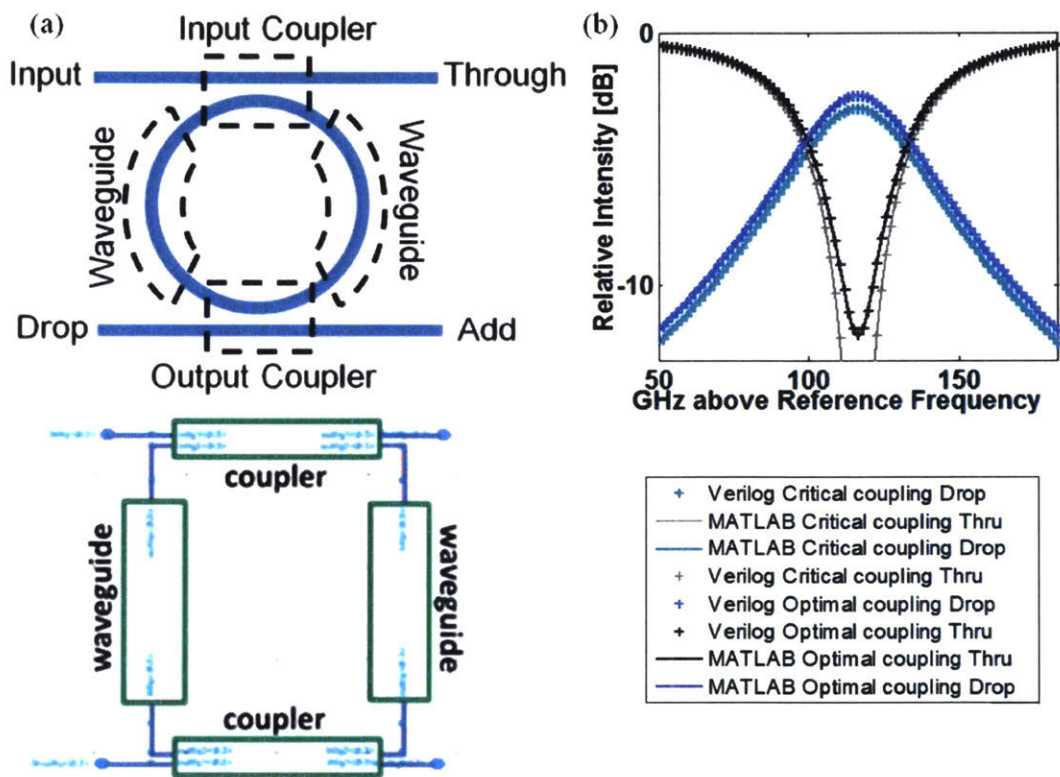 (a)
Input Coupler
Input
Through
Waveguide
Waveguide
Drop
Add
Output Coupler
coupler
waveguide
waveguide
coupler
(b)
Relative Intensity [dB]
0
-10
50
100
150
GHz above Reference Frequency
Verilog Critical coupling Drop
MATLAB Critical coupling Thru
MATLAB Critical coupling Drop
Verilog Critical coupling Thru
Verilog Optimal coupling Drop
Verilog Optimal coupling Thru
MATLAB Optimal coupling Thru
MATLAB Optimal coupling Drop